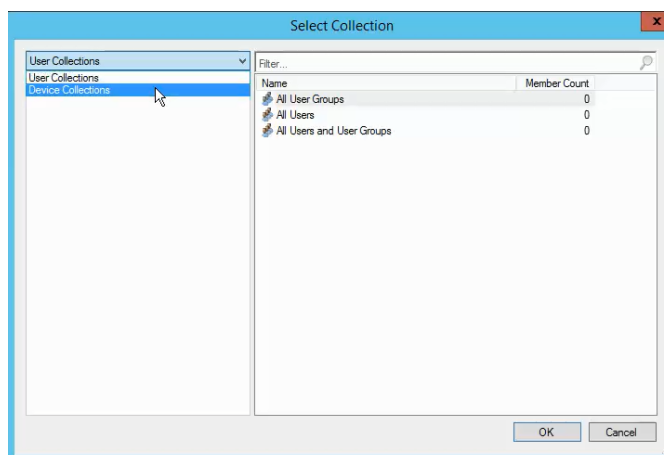 Select Collection
x
User Collections
User Collections
Device Collections
Filter...
Name Member Count
All User Groups 0
All Users 0
All Users and User Groups 0
OK Cancel